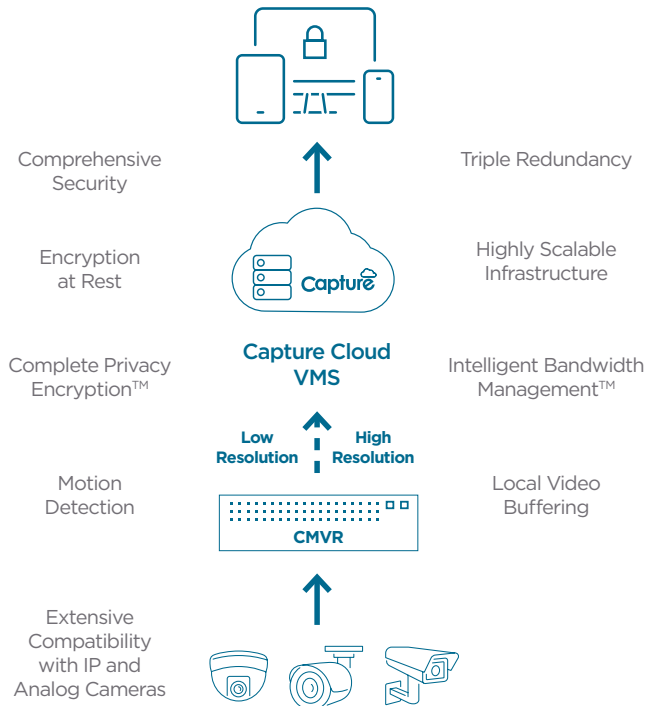 Comprehensive
Security
Triple Redundancy
Encryption
at Rest
Capture
Highly Scalable
Infrastructure
Complete Privacy
Encryption™
Capture Cloud
VMS
Intelligent Bandwidth
Management™
Low
Resolution
High
Resolution
Motion
Detection
CMVR
Local Video
Buffering
Extensive
Compatibility
with IP and
Analog Cameras